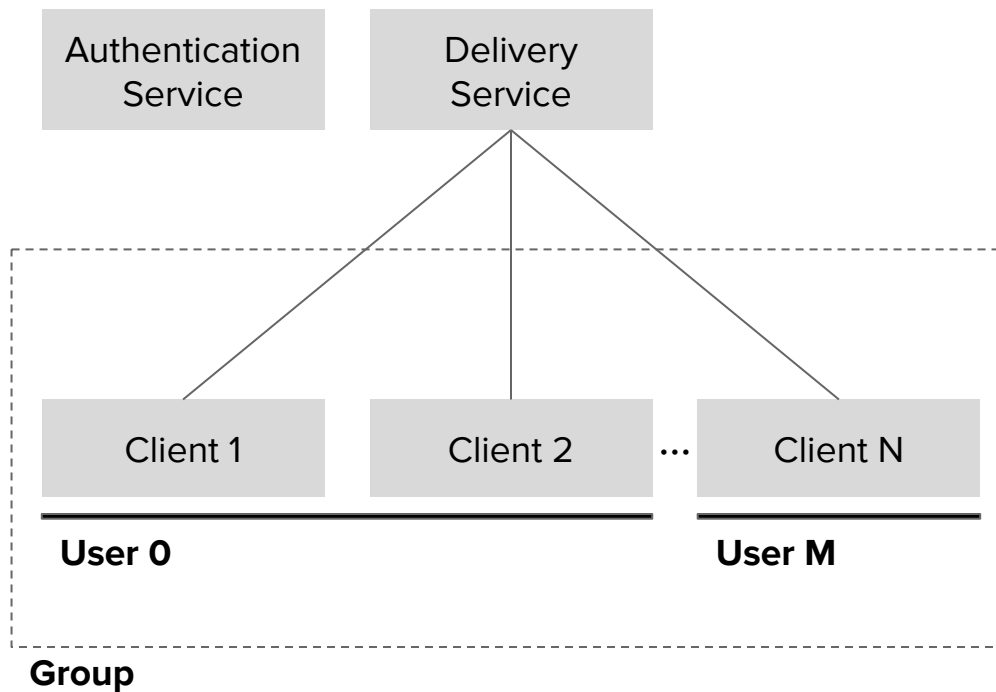 Authentication
Service
Delivery
Service
Client 1
Client 2
...
Client N
User 0
User M
Group